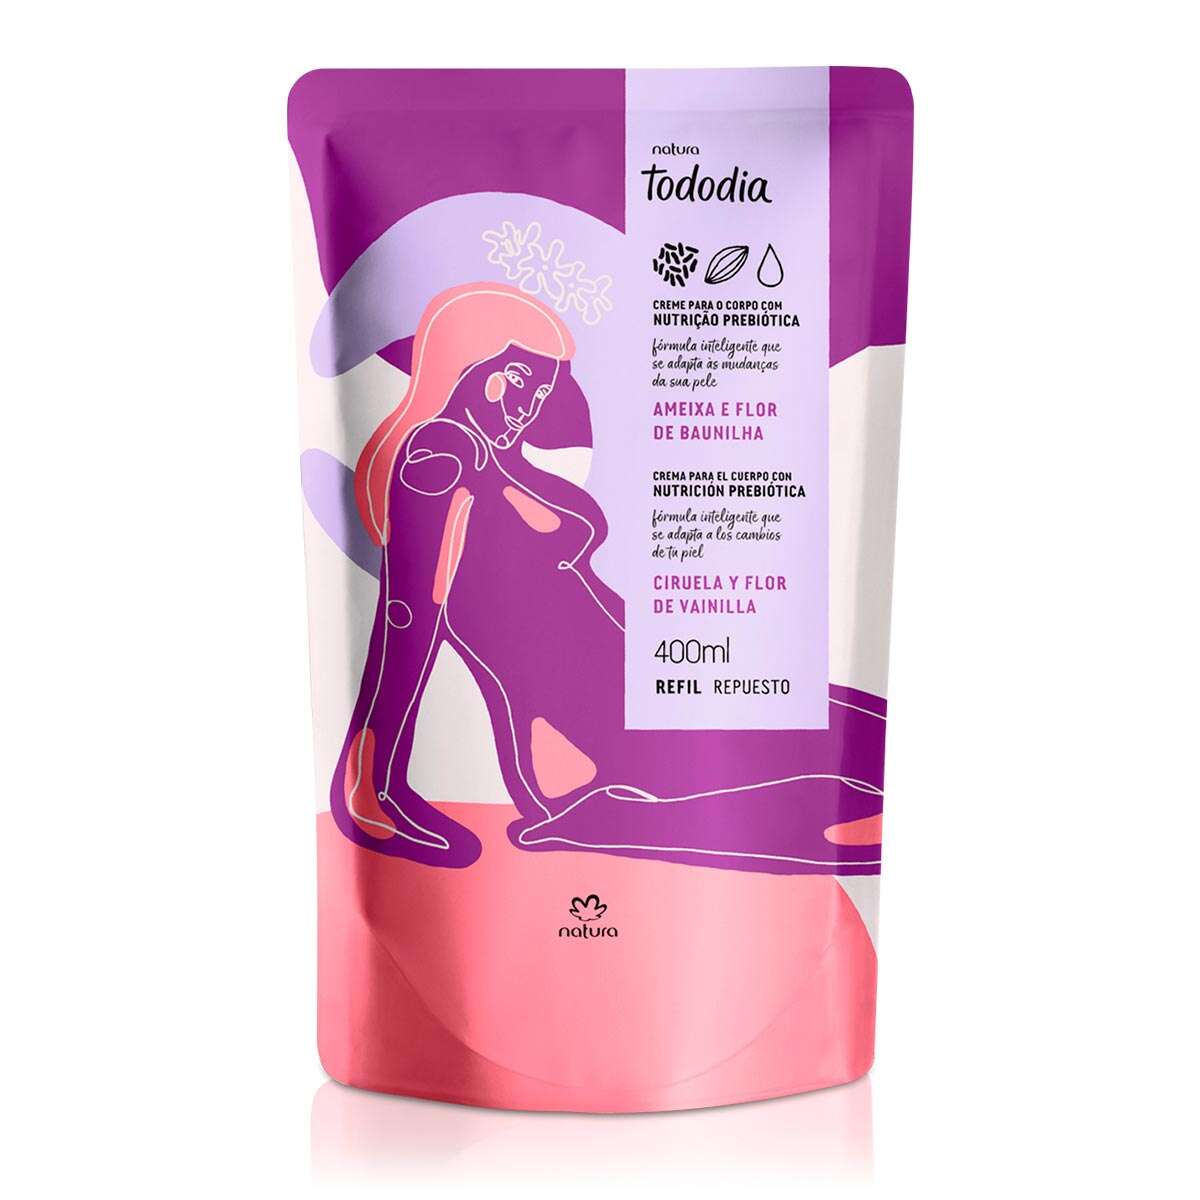 natura
tododia
CREME PARA O CORPO COM
NUTRIÇÃO PREBIÓTICA
fórmula inteligente que
se adapta às mudanças
da sua pele
AMEIXA E FLOR
DE BAUNILHA
CREMA PARA EL CUERPO CON
NUTRICIÓN PREBIÓTICA
fórmula inteligente que
se adapta a los cambios
de tu piel
CIRUELA Y FLOR
DE VAINILLA
400ml
REFIL REPUESTO
natura